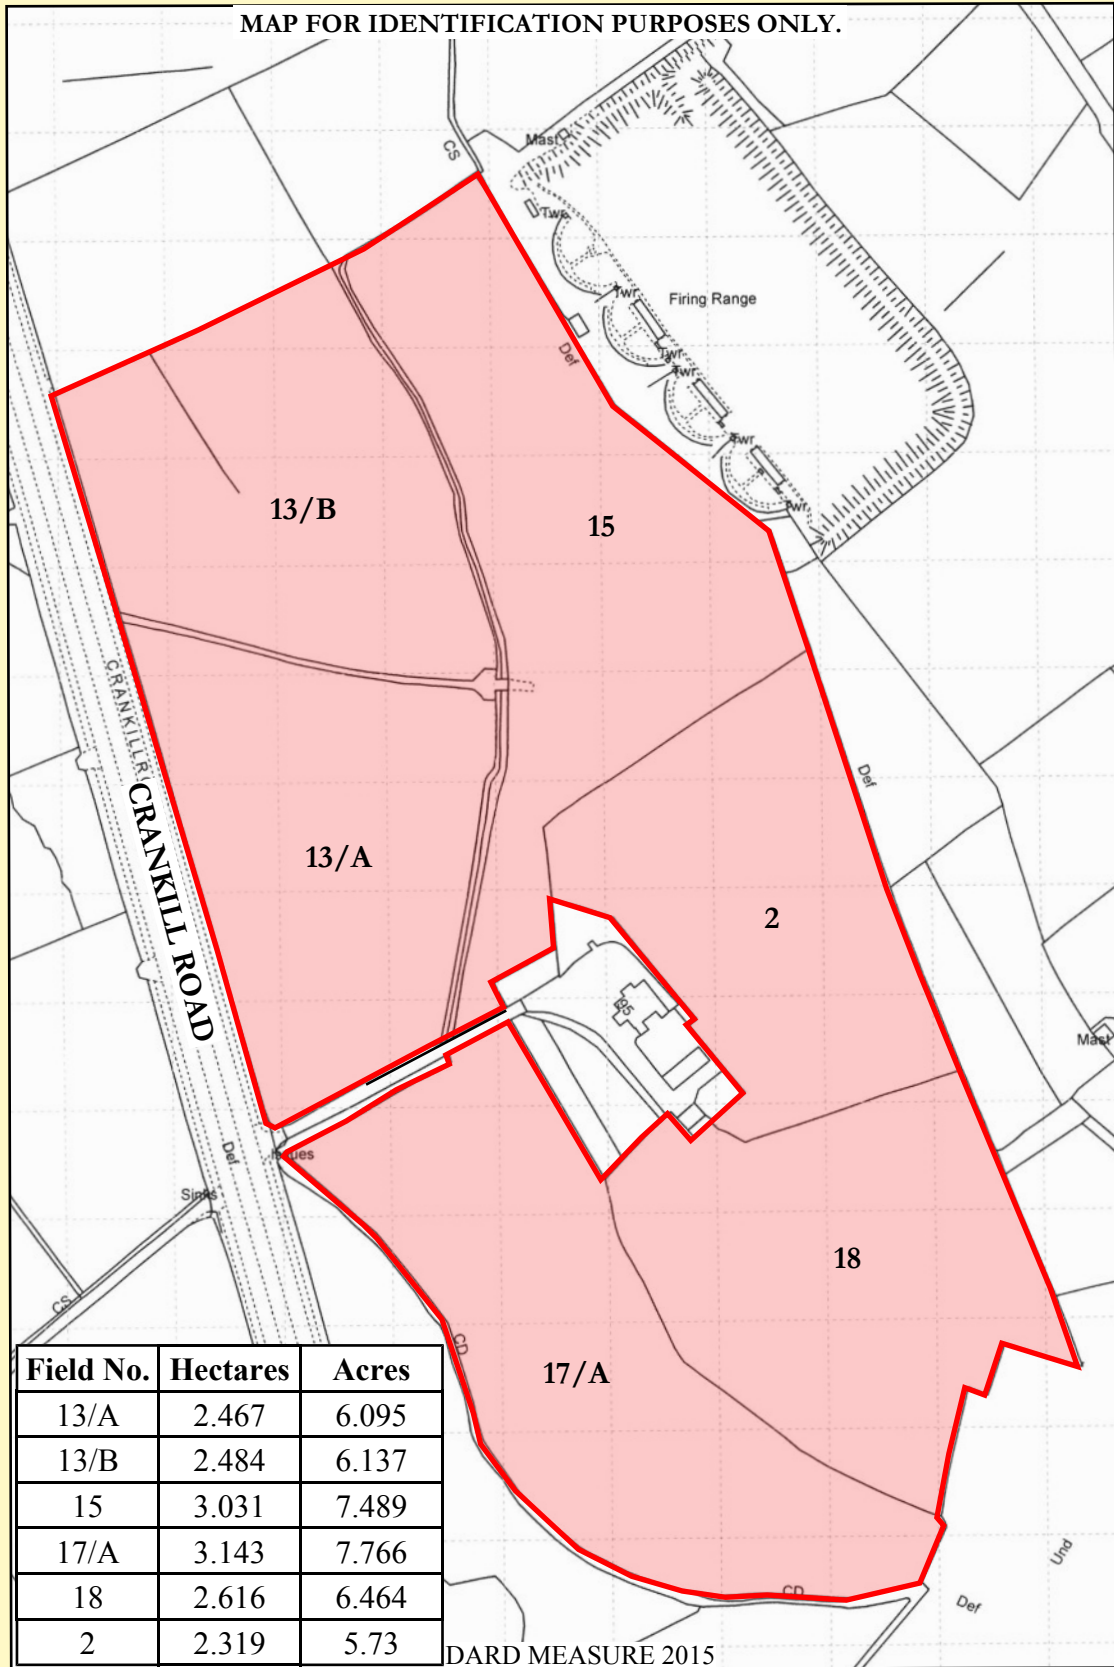 MAP FOR IDENTIFICATION PURPOSES ONLY.
CS
Mast
Twr
Twr
Firing Range
Def
Twr
Twr
Twr
Twr
13/B
15
CRANKILL R
CRANKILL ROAD
Def
13/A
2
95
Mast
Def
Issues
Sinks
18
CS
CD
17/A
Field No. Hectares Acres
13/A 2.467 6.095
13/B 2.484 6.137
15 3.031 7.489
17/A 3.143 7.766
18 2.616 6.464
2 2.319 5.73
Und
CD
Def
DARD MEASURE 2015